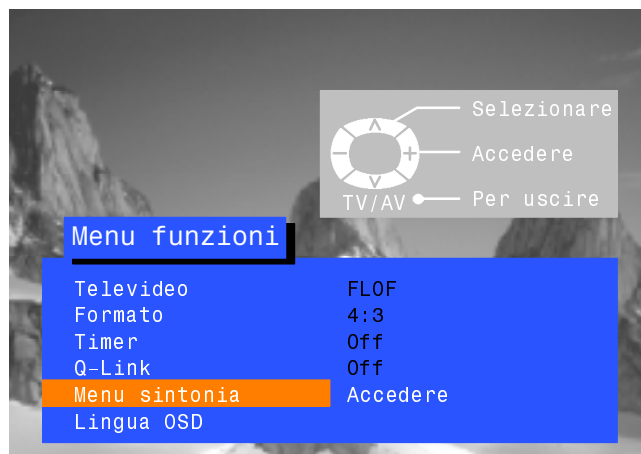 Selezionare
Accedere
TV/AV Per uscire
Menu funzioni
Televideo FLOF
Formato 4:3
Timer Off
Q-Link Off
Menu sintonia Accedere
Lingua OSD